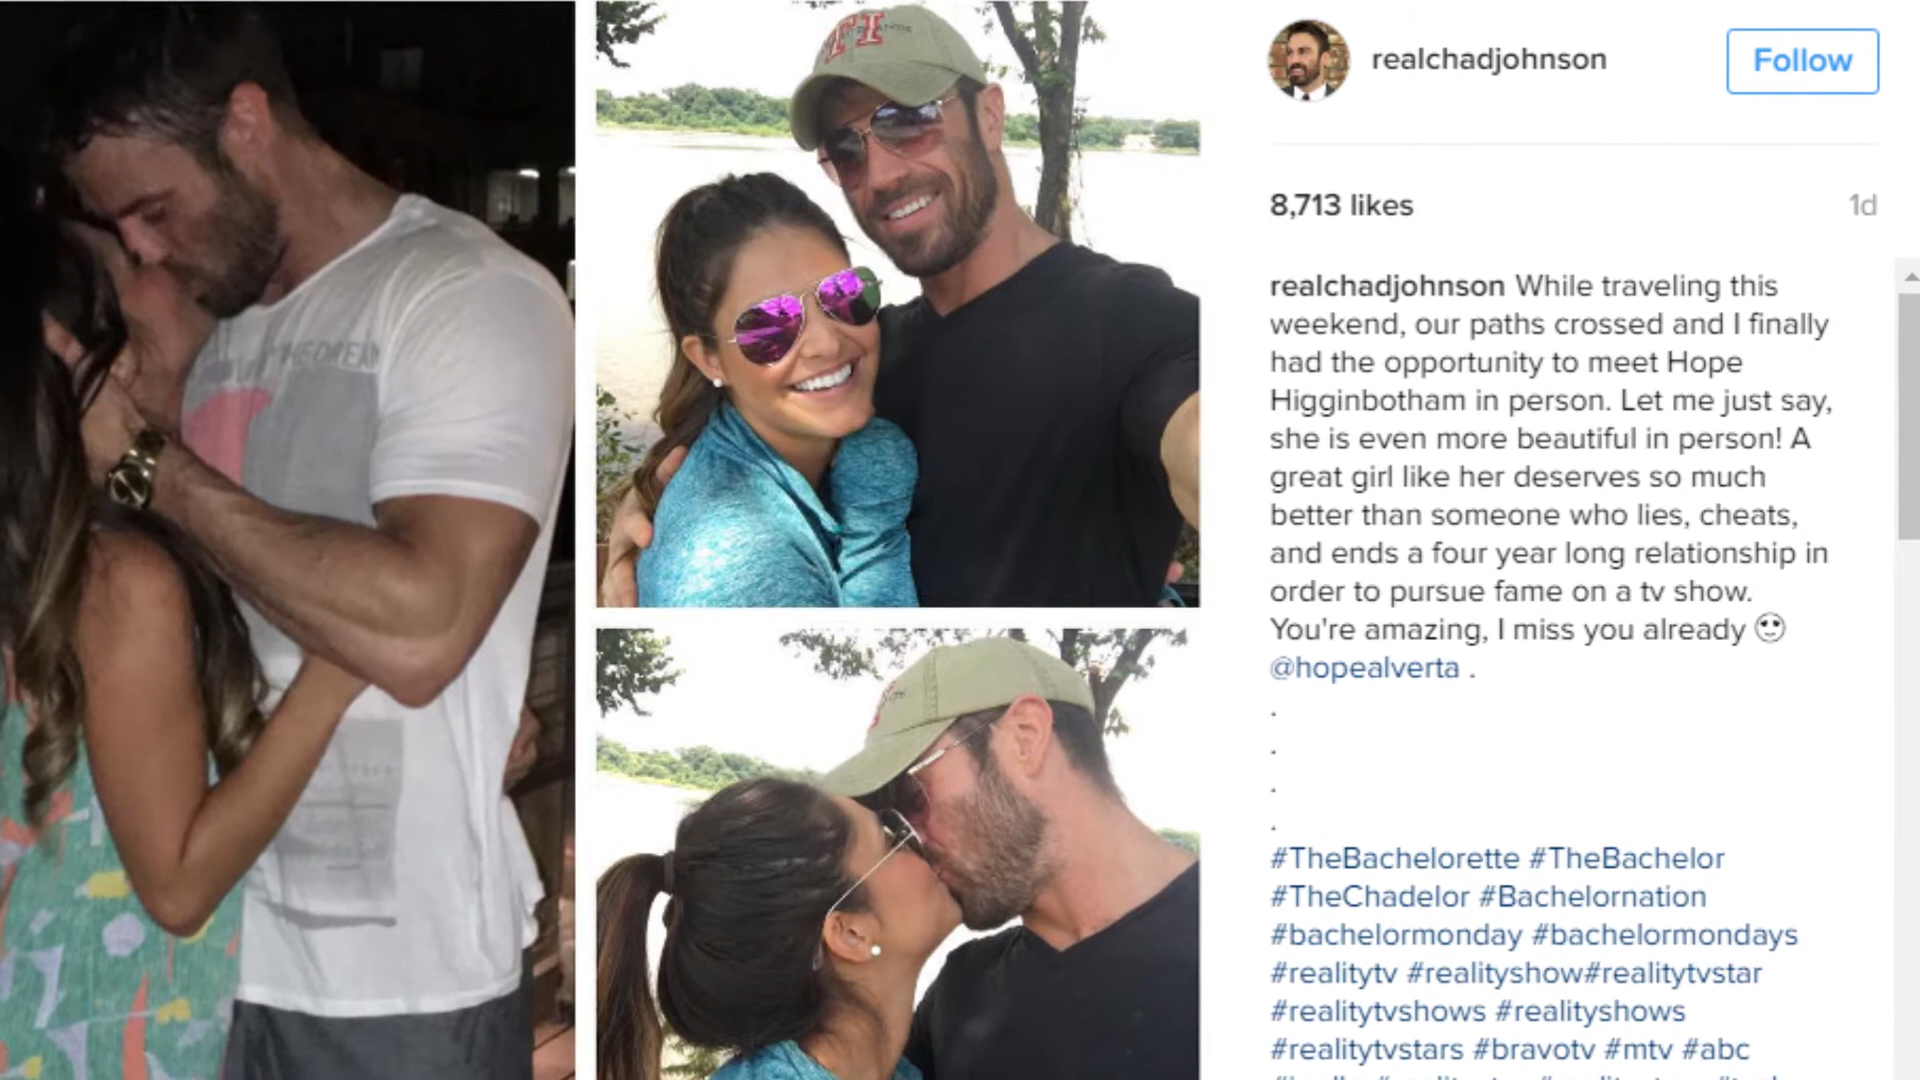 THE DREAM
realchadjohnson
Follow
8,713 likes
1d
realchadjohnson While traveling this
weekend, our paths crossed and I finally
had the opportunity to meet Hope
Higginbotham in person. Let me just say,
she is even more beautiful in person! A
great girl like her deserves so much
better than someone who lies, cheats,
and ends a four year long relationship in
order to pursue fame on a tv show.
You're amazing, I miss you already
@hopealverta .
.
.
.
.
#TheBachelorette #TheBachelor
#TheChadelor #Bachelornation
#bachelormonday #bachelormondays
#realitytv #realityshow#realitytvstar
#realitytvshows #realityshows
#realitytvstars #bravotv #mtv #abc